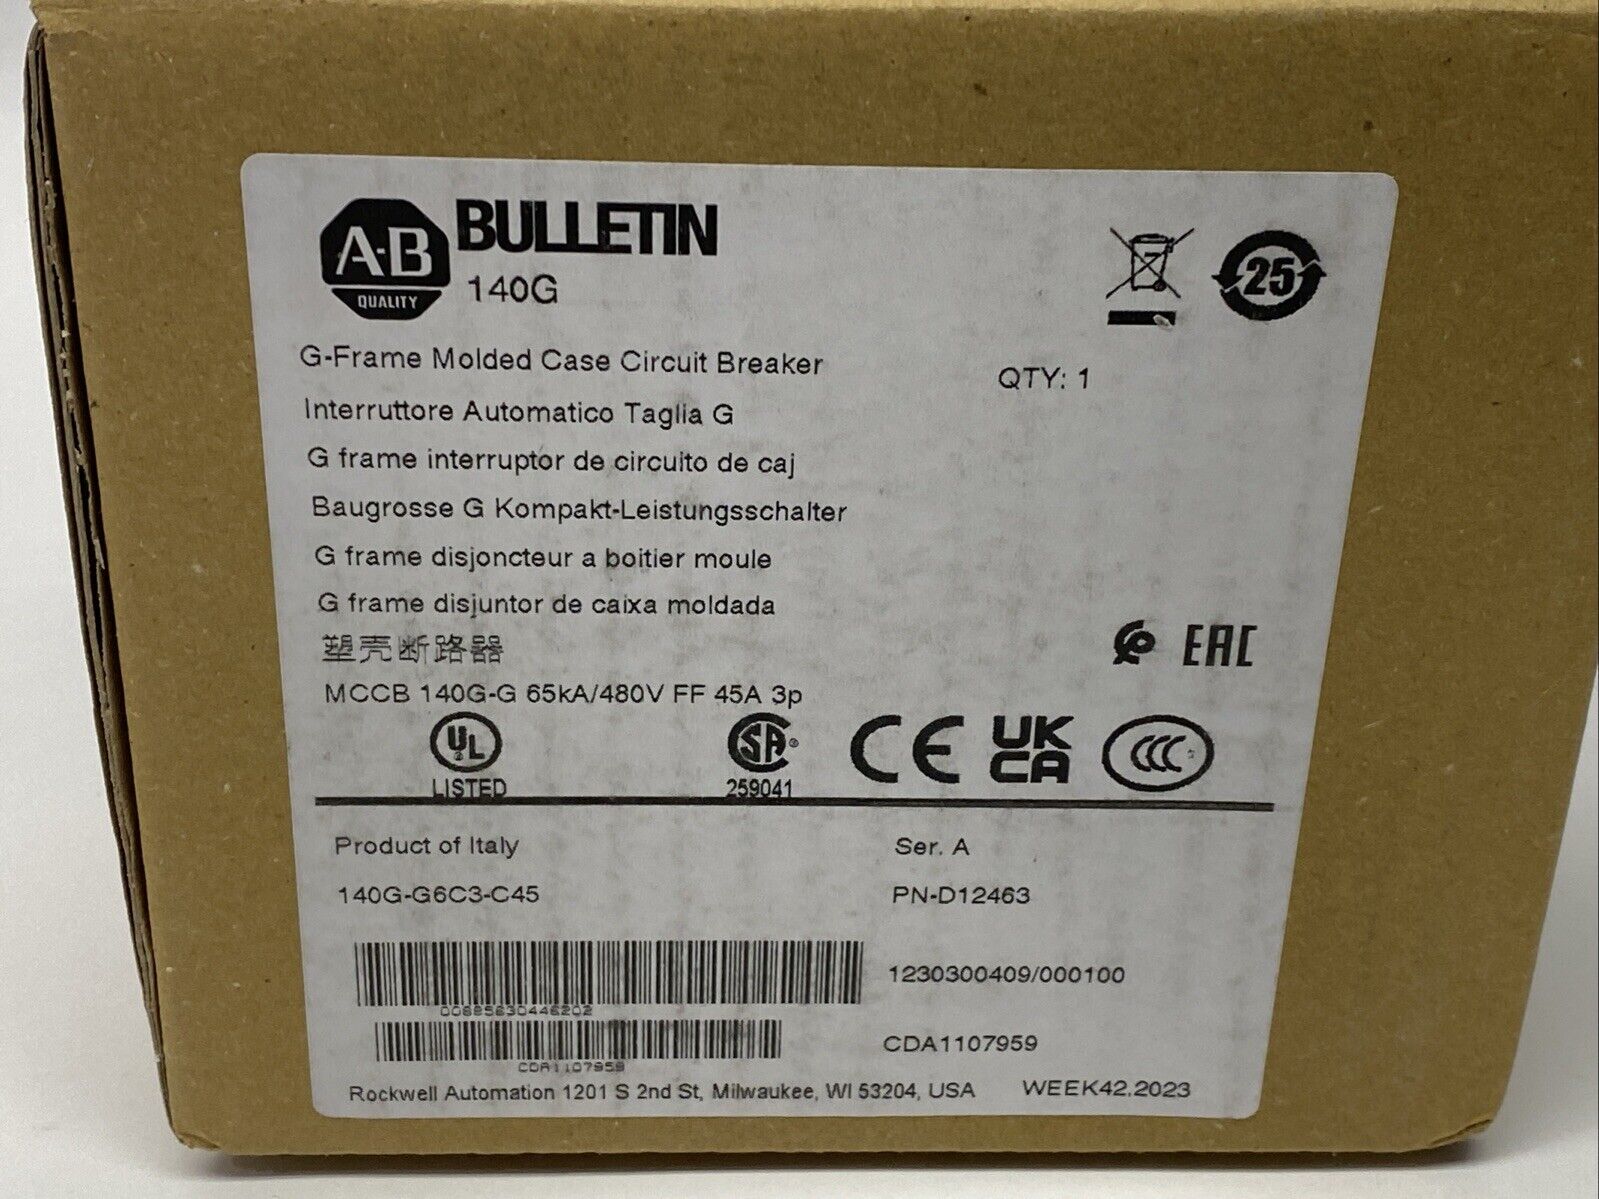 A-B QUALITY BULLETIN
140G
25
G-Frame Molded Case Circuit Breaker
QTY: 1
Interruttore Automatico Taglia G
G frame interruptor de circuito de caj
Baugrosse G Kompakt-Leistungsschalter
G frame disjoncteur a boitier moule
G frame disjuntor de caixa moldada
塑壳断路器
EAC
MCCB 140G-G 65kA/480V FF 45A 3p
UL LISTED
SA ® 259041
CE
UK CA
CCC
Product of Italy
Ser. A
140G-G6C3-C45
PN-D12463
1230300409/000100
00885630446202
CDA1107959
CDA1107959
Rockwell Automation 1201 S 2nd St, Milwaukee, WI 53204, USA WEEK42.2023